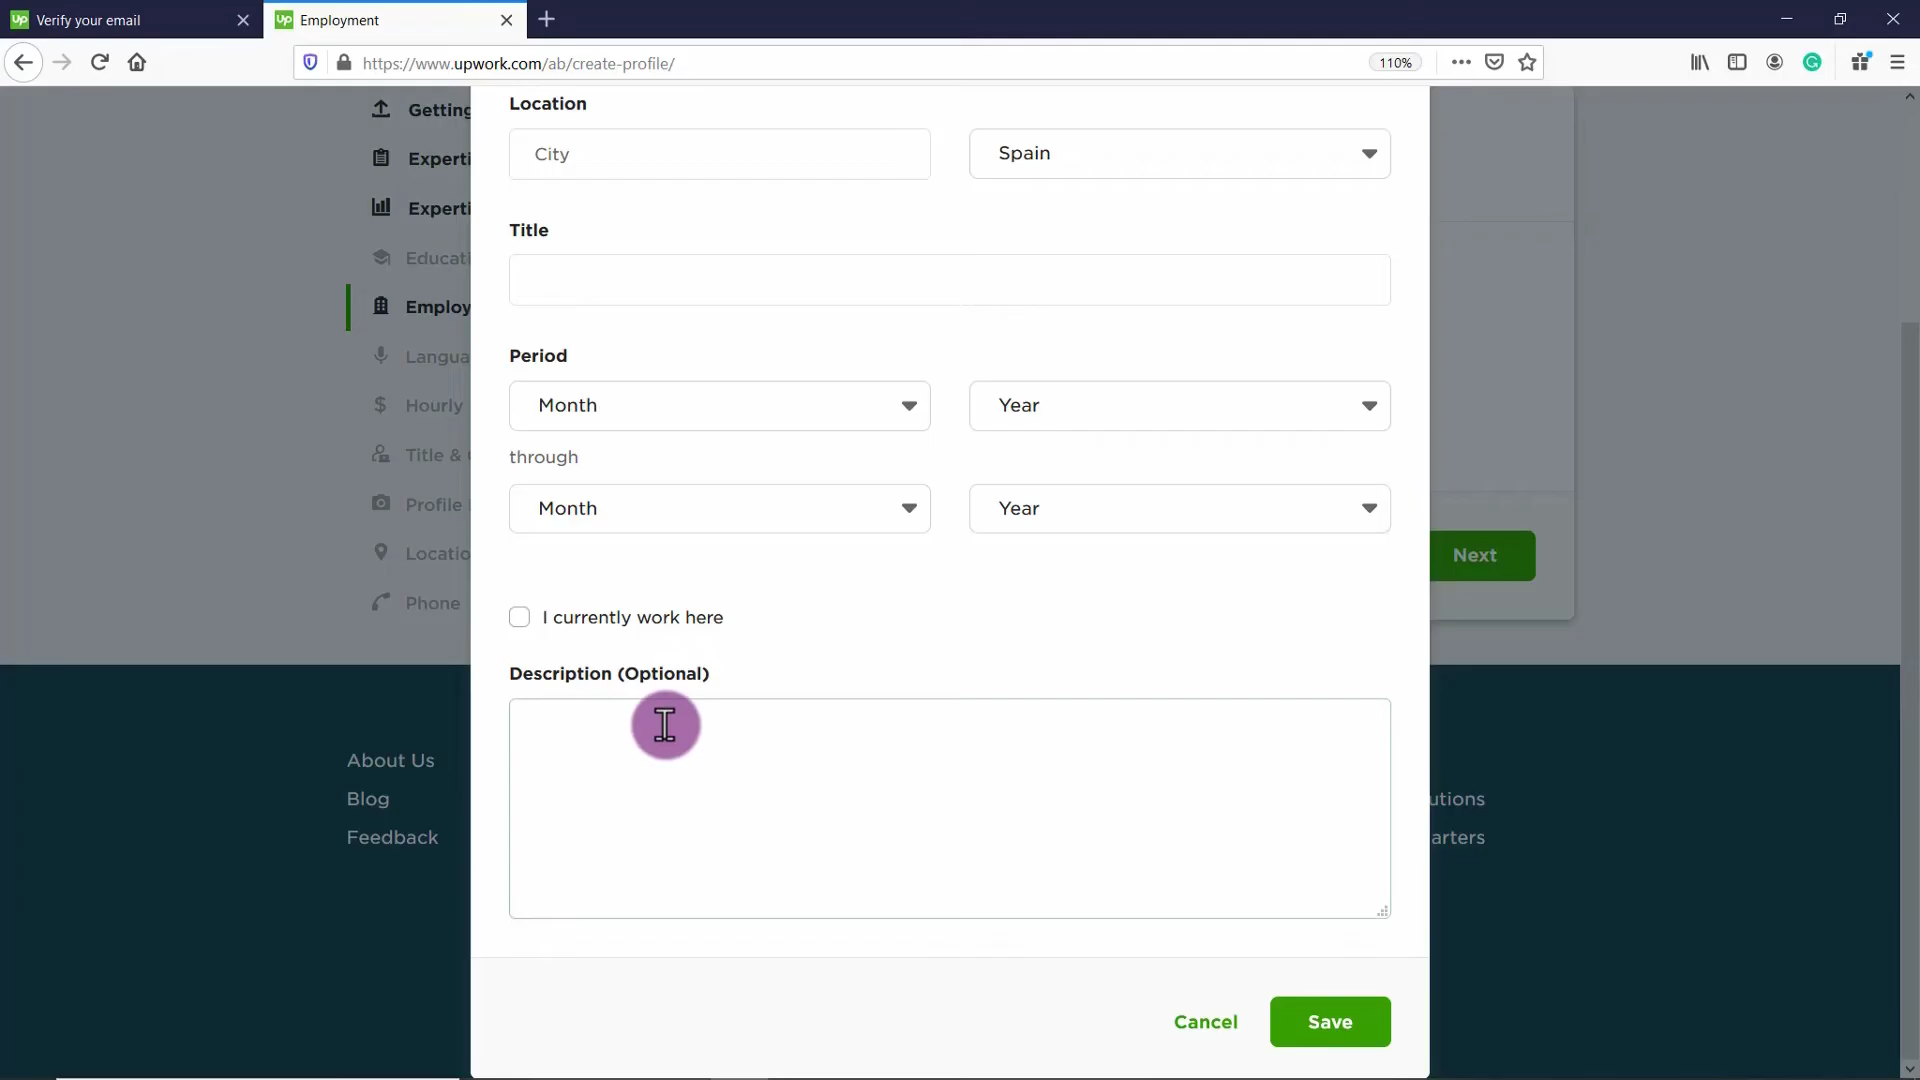 Verify your email
Employment
https://www.upwork.com/ab/create-profile/
110%
Getting
Experti
Experti
Educati
Employ
Langua
Hourly
Title &
Profile
Locatio
Phone
Location
City
Spain
Title
Period
Month
Year
through
Month
Year
I currently work here
Description (Optional)
Next
About Us
Blog
Feedback
utions
arters
Cancel
Save